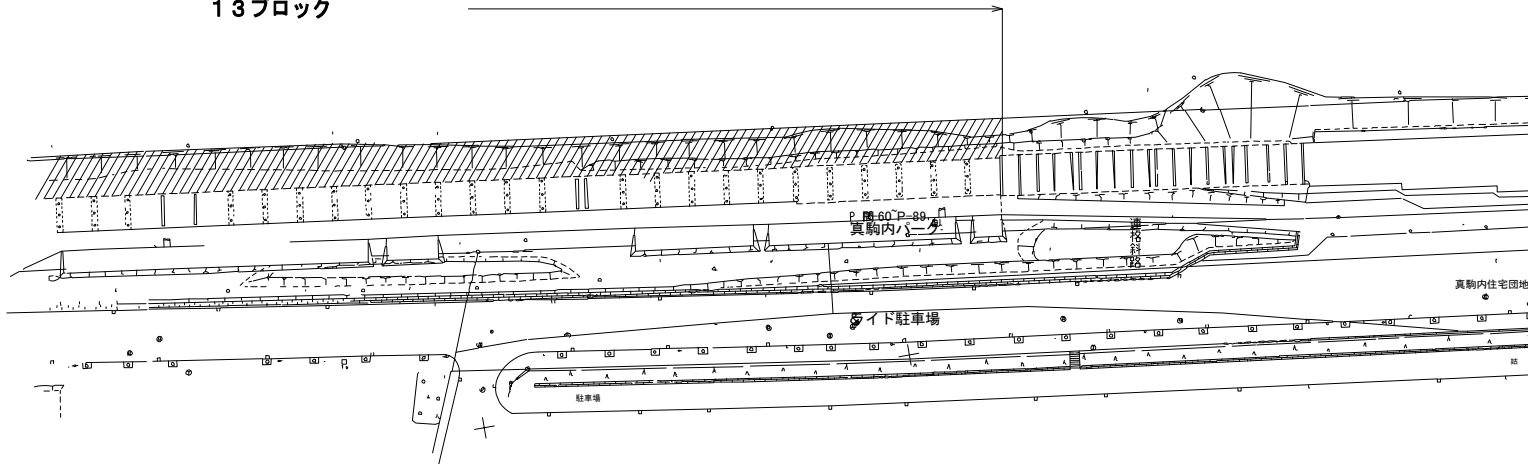 13ブロック
P-60~P-89
真駒内パーク
連絡斜路
真駒内住宅団地
ライド駐車場
駐車場